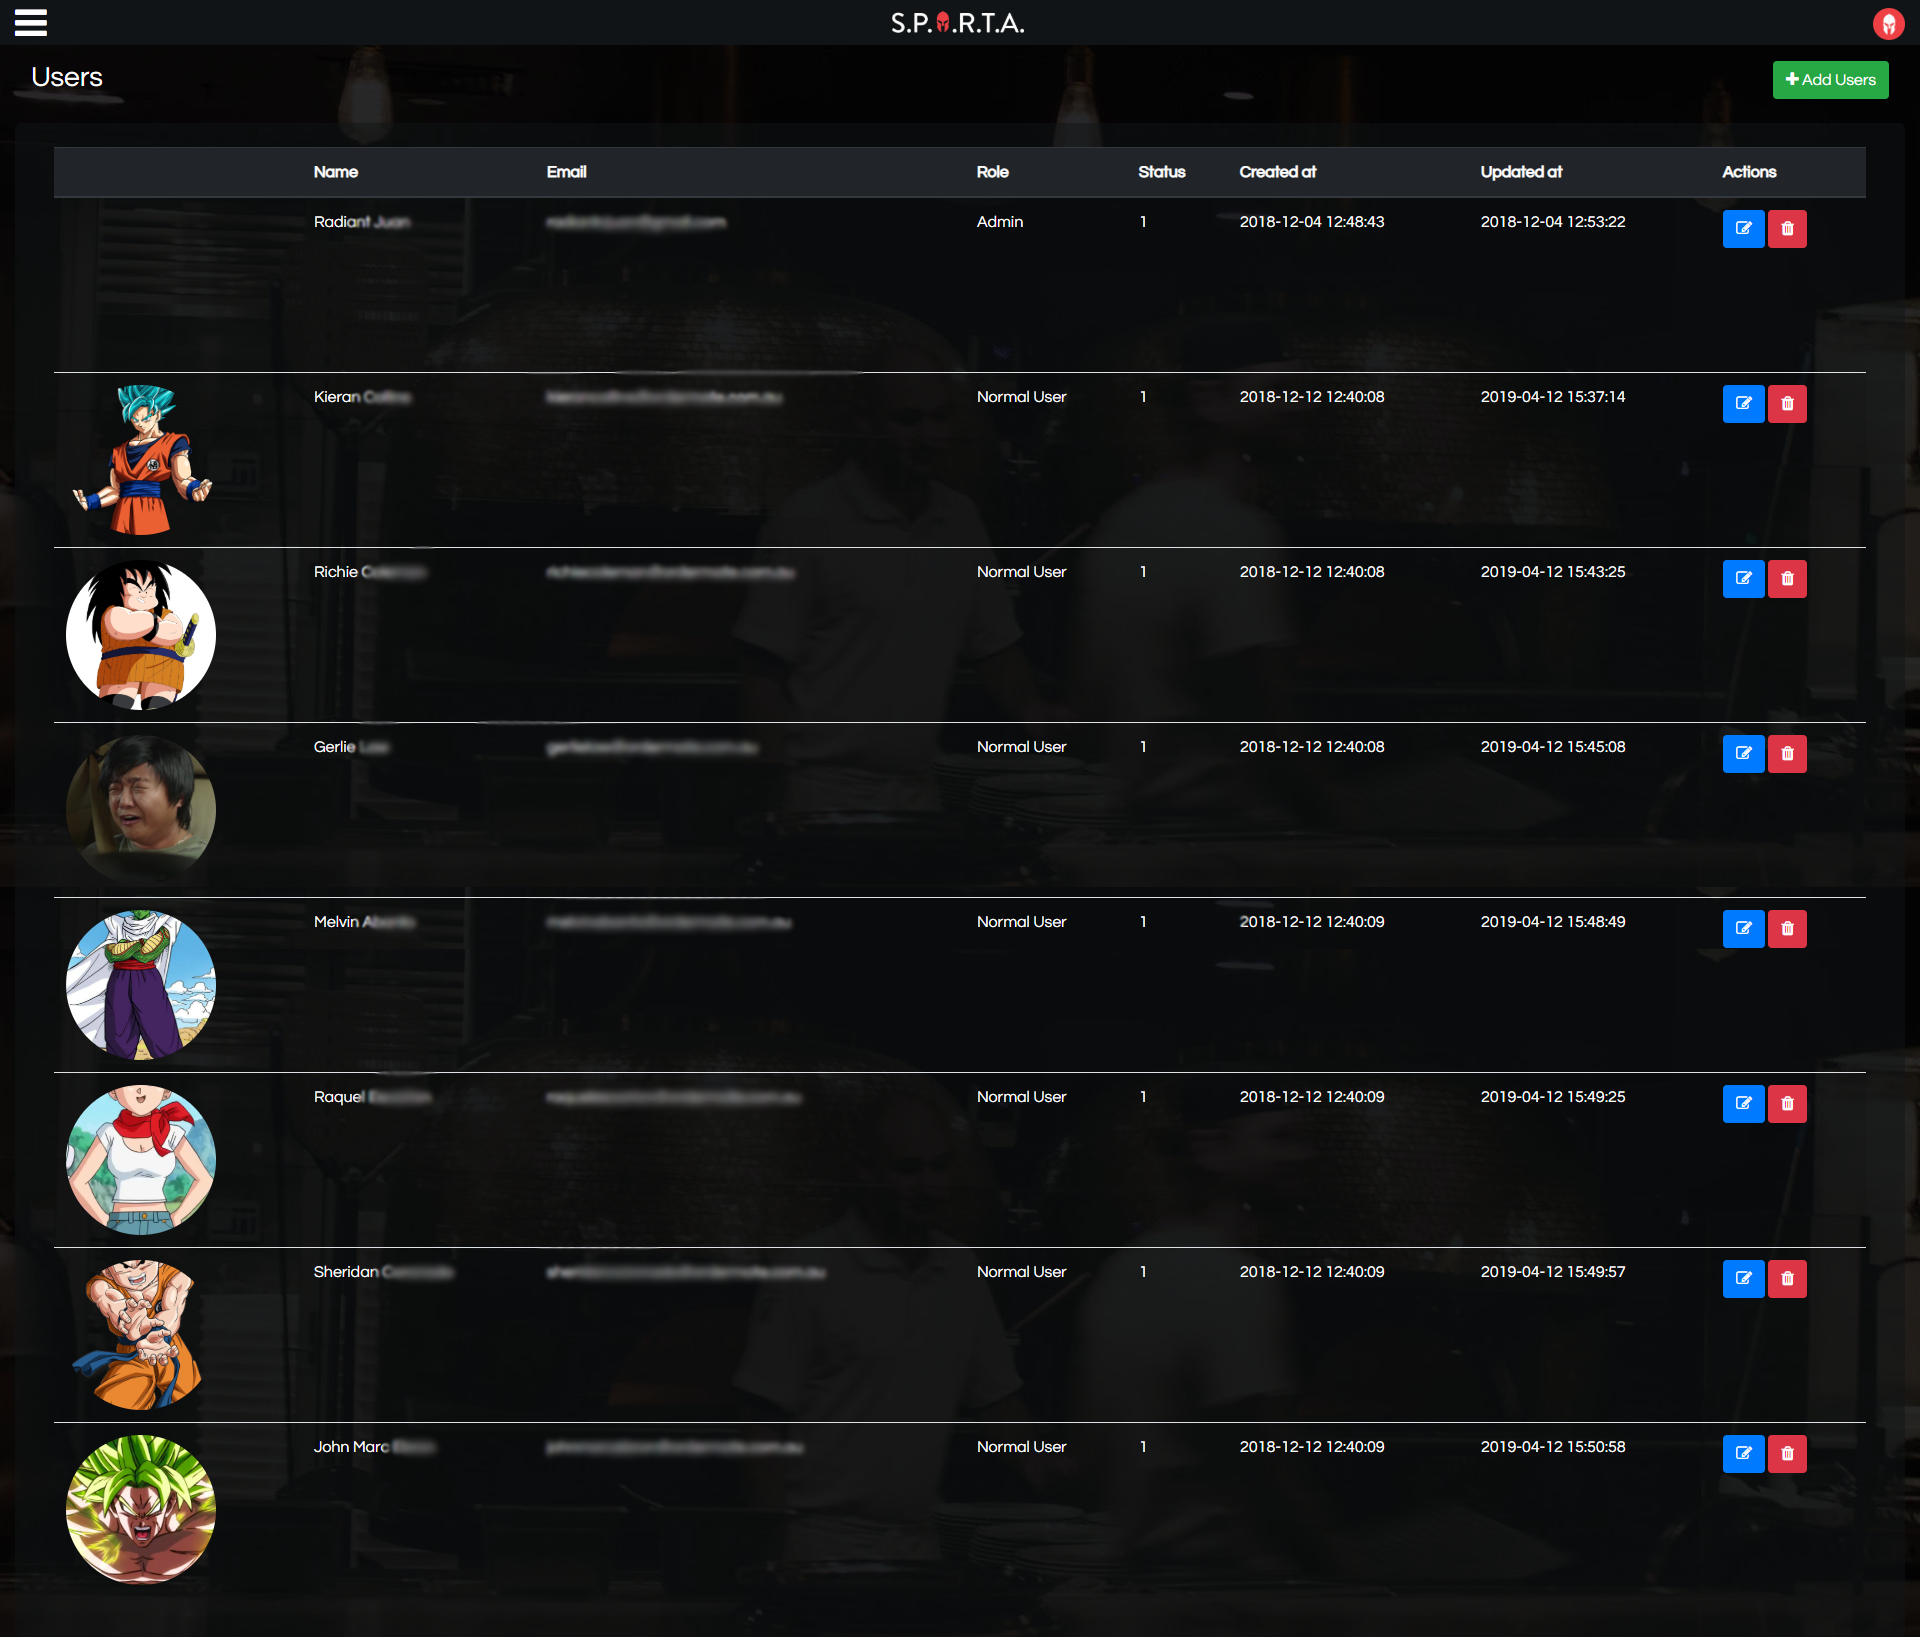 S.P.A.R.T.A.
Users
Add Users
Name Email Role Status Created at Updated at Actions
Radiant Juan Admin 1 2018-12-04 12:48:43 2018-12-04 12:53:22
Kieran Normal User 1 2018-12-12 12:40:08 2019-04-12 15:37:14
Richie Normal User 1 2018-12-12 12:40:08 2019-04-12 15:43:25
Gerlie Normal User 1 2018-12-12 12:40:08 2019-04-12 15:45:08
Melvin Normal User 1 2018-12-12 12:40:09 2019-04-12 15:48:49
Raquel Normal User 1 2018-12-12 12:40:09 2019-04-12 15:49:25
Sheridan Normal User 1 2018-12-12 12:40:09 2019-04-12 15:49:57
John Marc Normal User 1 2018-12-12 12:40:09 2019-04-12 15:50:58